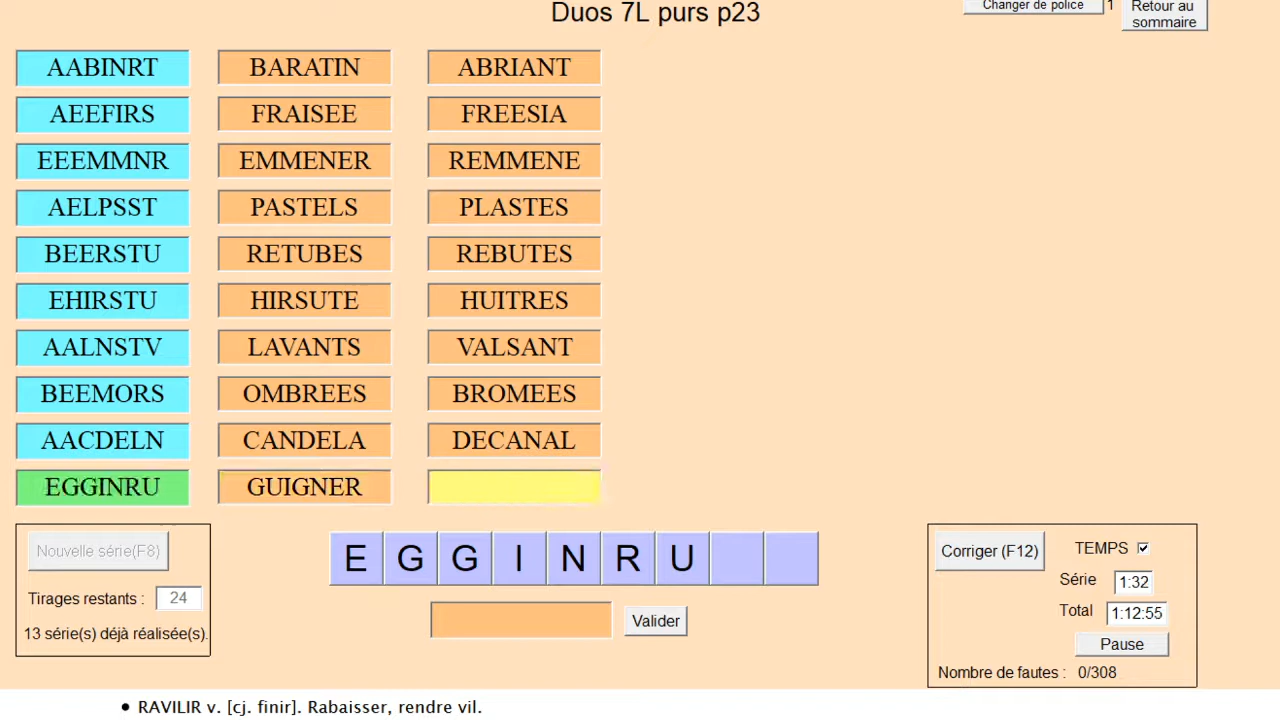 Duos 7L purs p23
Changer de police 1 Retour au sommaire
AABINRT BARATIN ABRIANT
AEEFIRS FRAISEE FREESIA
EEEMMNR EMMENER REMMENE
AELPSST PASTELS PLASTES
BEERSTU RETUBES REBUTES
EHIRSTU HIRSUTE HUITRES
AALNSTV LAVANTS VALSANT
BEEMORS OMBREES BROMEES
AACDELN CANDELA DECANAL
EGGINRU GUIGNER
Nouvelle série(F8)
Tirages restants : 24
13 série(s) déjà réalisée(s).
E G G I N R U
Valider
Corriger (F12) TEMPS
Série 1:32
Total 1:12:55
Pause
Nombre de fautes : 0/308
• RAVILIR v. [cj. finir]. Rabaisser, rendre vil.